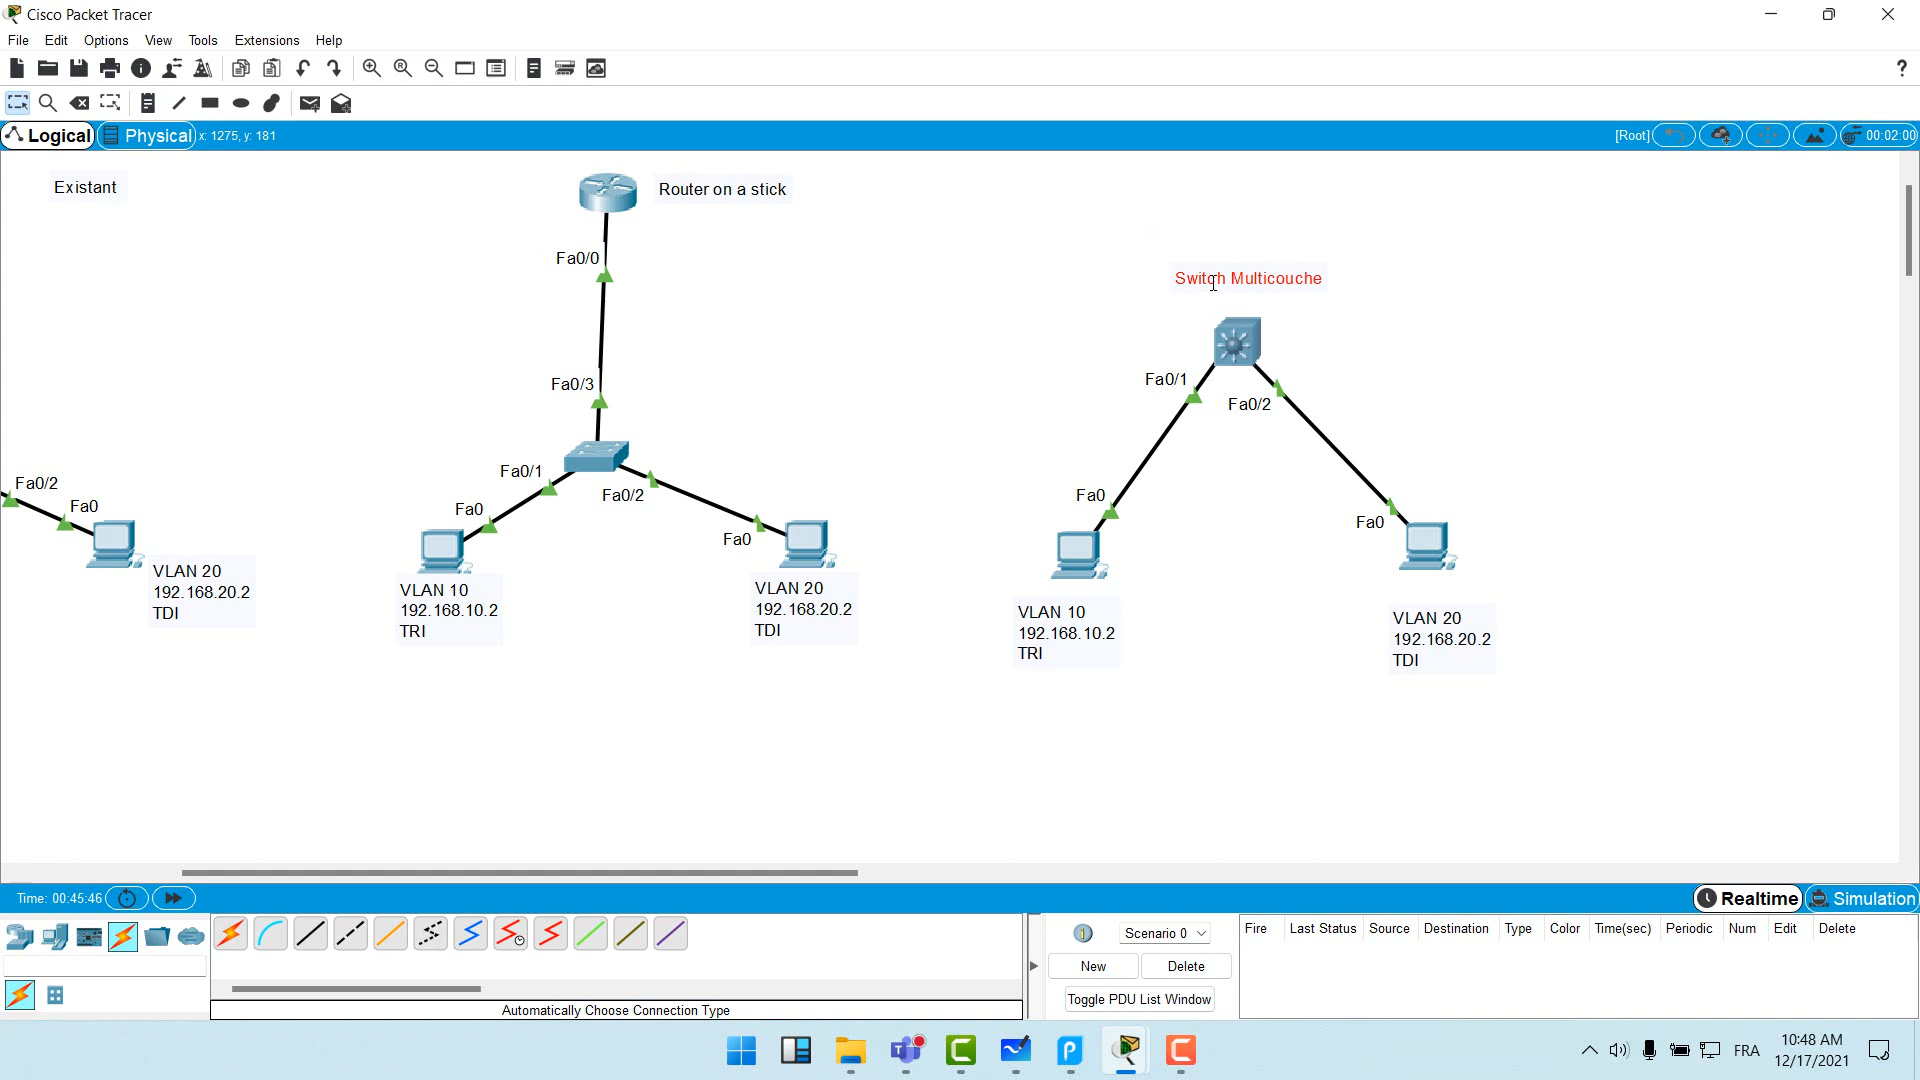 Cisco Packet Tracer
File Edit Options View Tools Extensions Help
?
Logical Physical x: 1275, y: 181 [Root] 00:02:00
Existant
Router on a stick
Fa0/0
Switch Multicouche
Fa0/3
Fa0/1
Fa0/2
Fa0/1
Fa0/2
Fa0/2
Fa0
Fa0
Fa0
Fa0
Fa0
VLAN 20
192.168.20.2
TDI
VLAN 10
192.168.10.2
TRI
VLAN 20
192.168.20.2
TDI
VLAN 10
192.168.10.2
TRI
VLAN 20
192.168.20.2
TDI
Time: 00:45:46 Realtime Simulation
Scenario 0
New Delete
Toggle PDU List Window
Fire Last Status Source Destination Type Color Time(sec) Periodic Num Edit Delete
Automatically Choose Connection Type
FRA
10:48 AM
12/17/2021